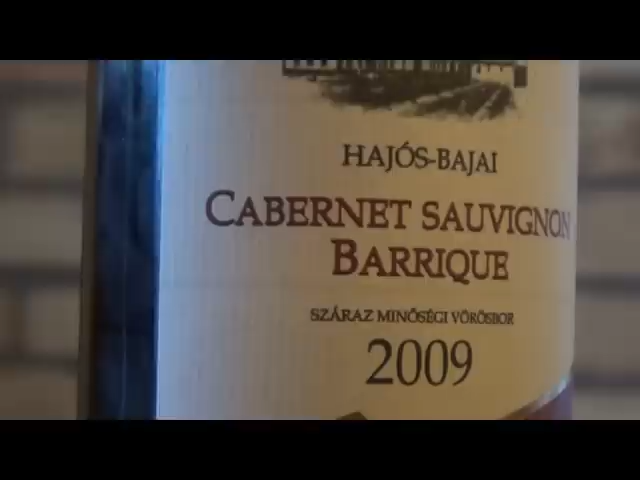 HAJÓS-BAJAI
CABERNET SAUVIGNON
BARRIQUE
SZÁRAZ MINŐSÉGI VÖRÖSBOR
2009